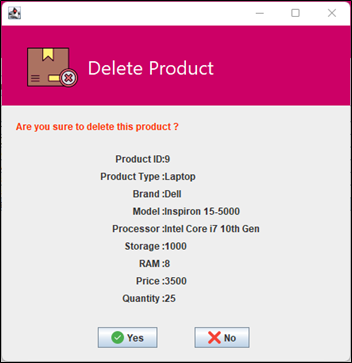 Delete Product
Are you sure to delete this product ?
Product ID:9
Product Type :Laptop
Brand :Dell
Model :Inspiron 15-5000
Processor :Intel Core i7 10th Gen
Storage :1000
RAM :8
Price :3500
Quantity :25
Yes No